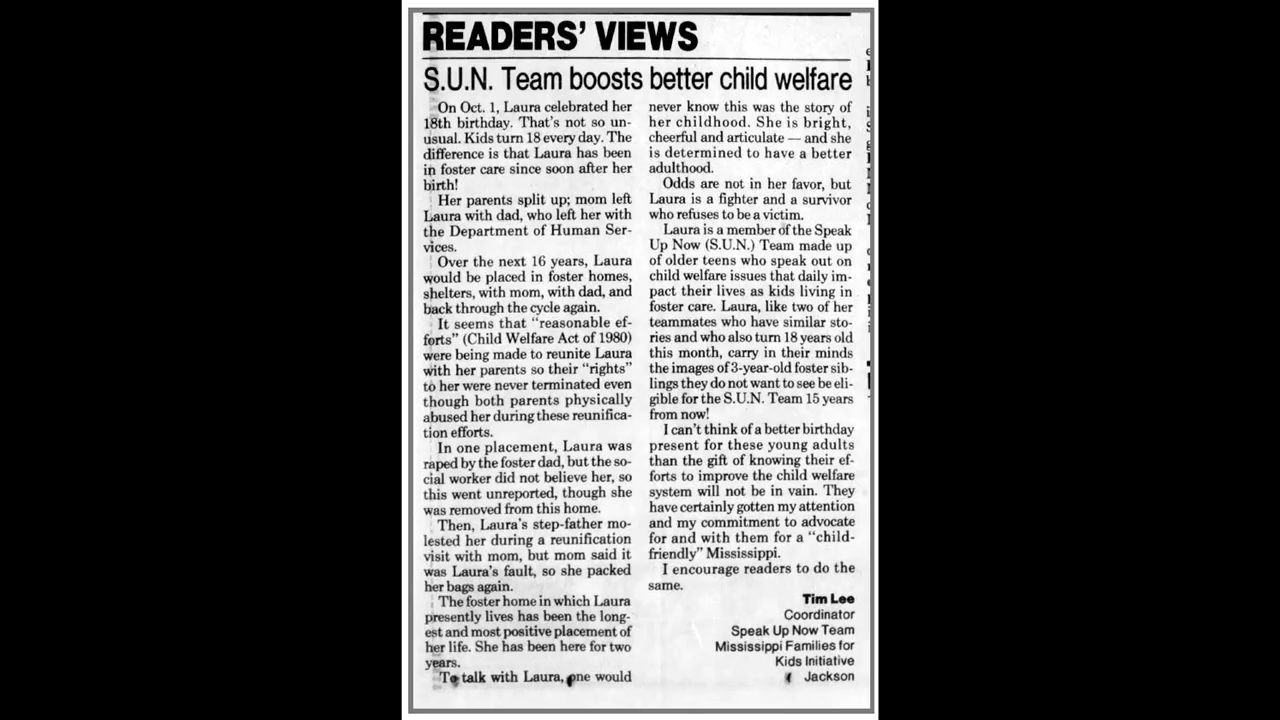 READERS' VIEWS
S.U.N. Team boosts better child welfare
On Oct. 1, Laura celebrated her
18th birthday. That's not so un-
usual. Kids turn 18 every day. The
difference is that Laura has been
in foster care since soon after her
birth!
Her parents split up; mom left
Laura with dad, who left her with
the Department of Human Ser-
vices.
Over the next 16 years, Laura
would be placed in foster homes,
shelters, with mom, with dad, and
back through the cycle again.
It seems that "reasonable ef-
forts" (Child Welfare Act of 1980)
were being made to reunite Laura
with her parents so their "rights"
to her were never terminated even
though both parents physically
abused her during these reunifica-
tion efforts.
In one placement, Laura was
raped by the foster dad, but the so-
cial worker did not believe her, so
this went unreported, though she
was removed from this home.
Then, Laura's step-father mo-
lested her during a reunification
visit with mom, but mom said it
was Laura's fault, so she packed
her bags again.
The foster home in which Laura
presently lives has been the long-
est and most positive placement of
her life. She has been here for two
years.
To talk with Laura, one would
never know this was the story of
her childhood. She is bright,
cheerful and articulate — and she
is determined to have a better
adulthood.
Odds are not in her favor, but
Laura is a fighter and a survivor
who refuses to be a victim.
Laura is a member of the Speak
Up Now (S.U.N.) Team made up
of older teens who speak out on
child welfare issues that daily im-
pact their lives as kids living in
foster care. Laura, like two of her
teammates who have similar sto-
ries and who also turn 18 years old
this month, carry in their minds
the images of 3-year-old foster sib-
lings they do not want to see be eli-
gible for the S.U.N. Team 15 years
from now!
I can't think of a better birthday
present for these young adults
than the gift of knowing their ef-
forts to improve the child welfare
system will not be in vain. They
have certainly gotten my attention
and my commitment to advocate
for and with them for a "child-
friendly" Mississippi.
I encourage readers to do the
same.
Tim Lee
Coordinator
Speak Up Now Team
Mississippi Families for
Kids Initiative
Jackson